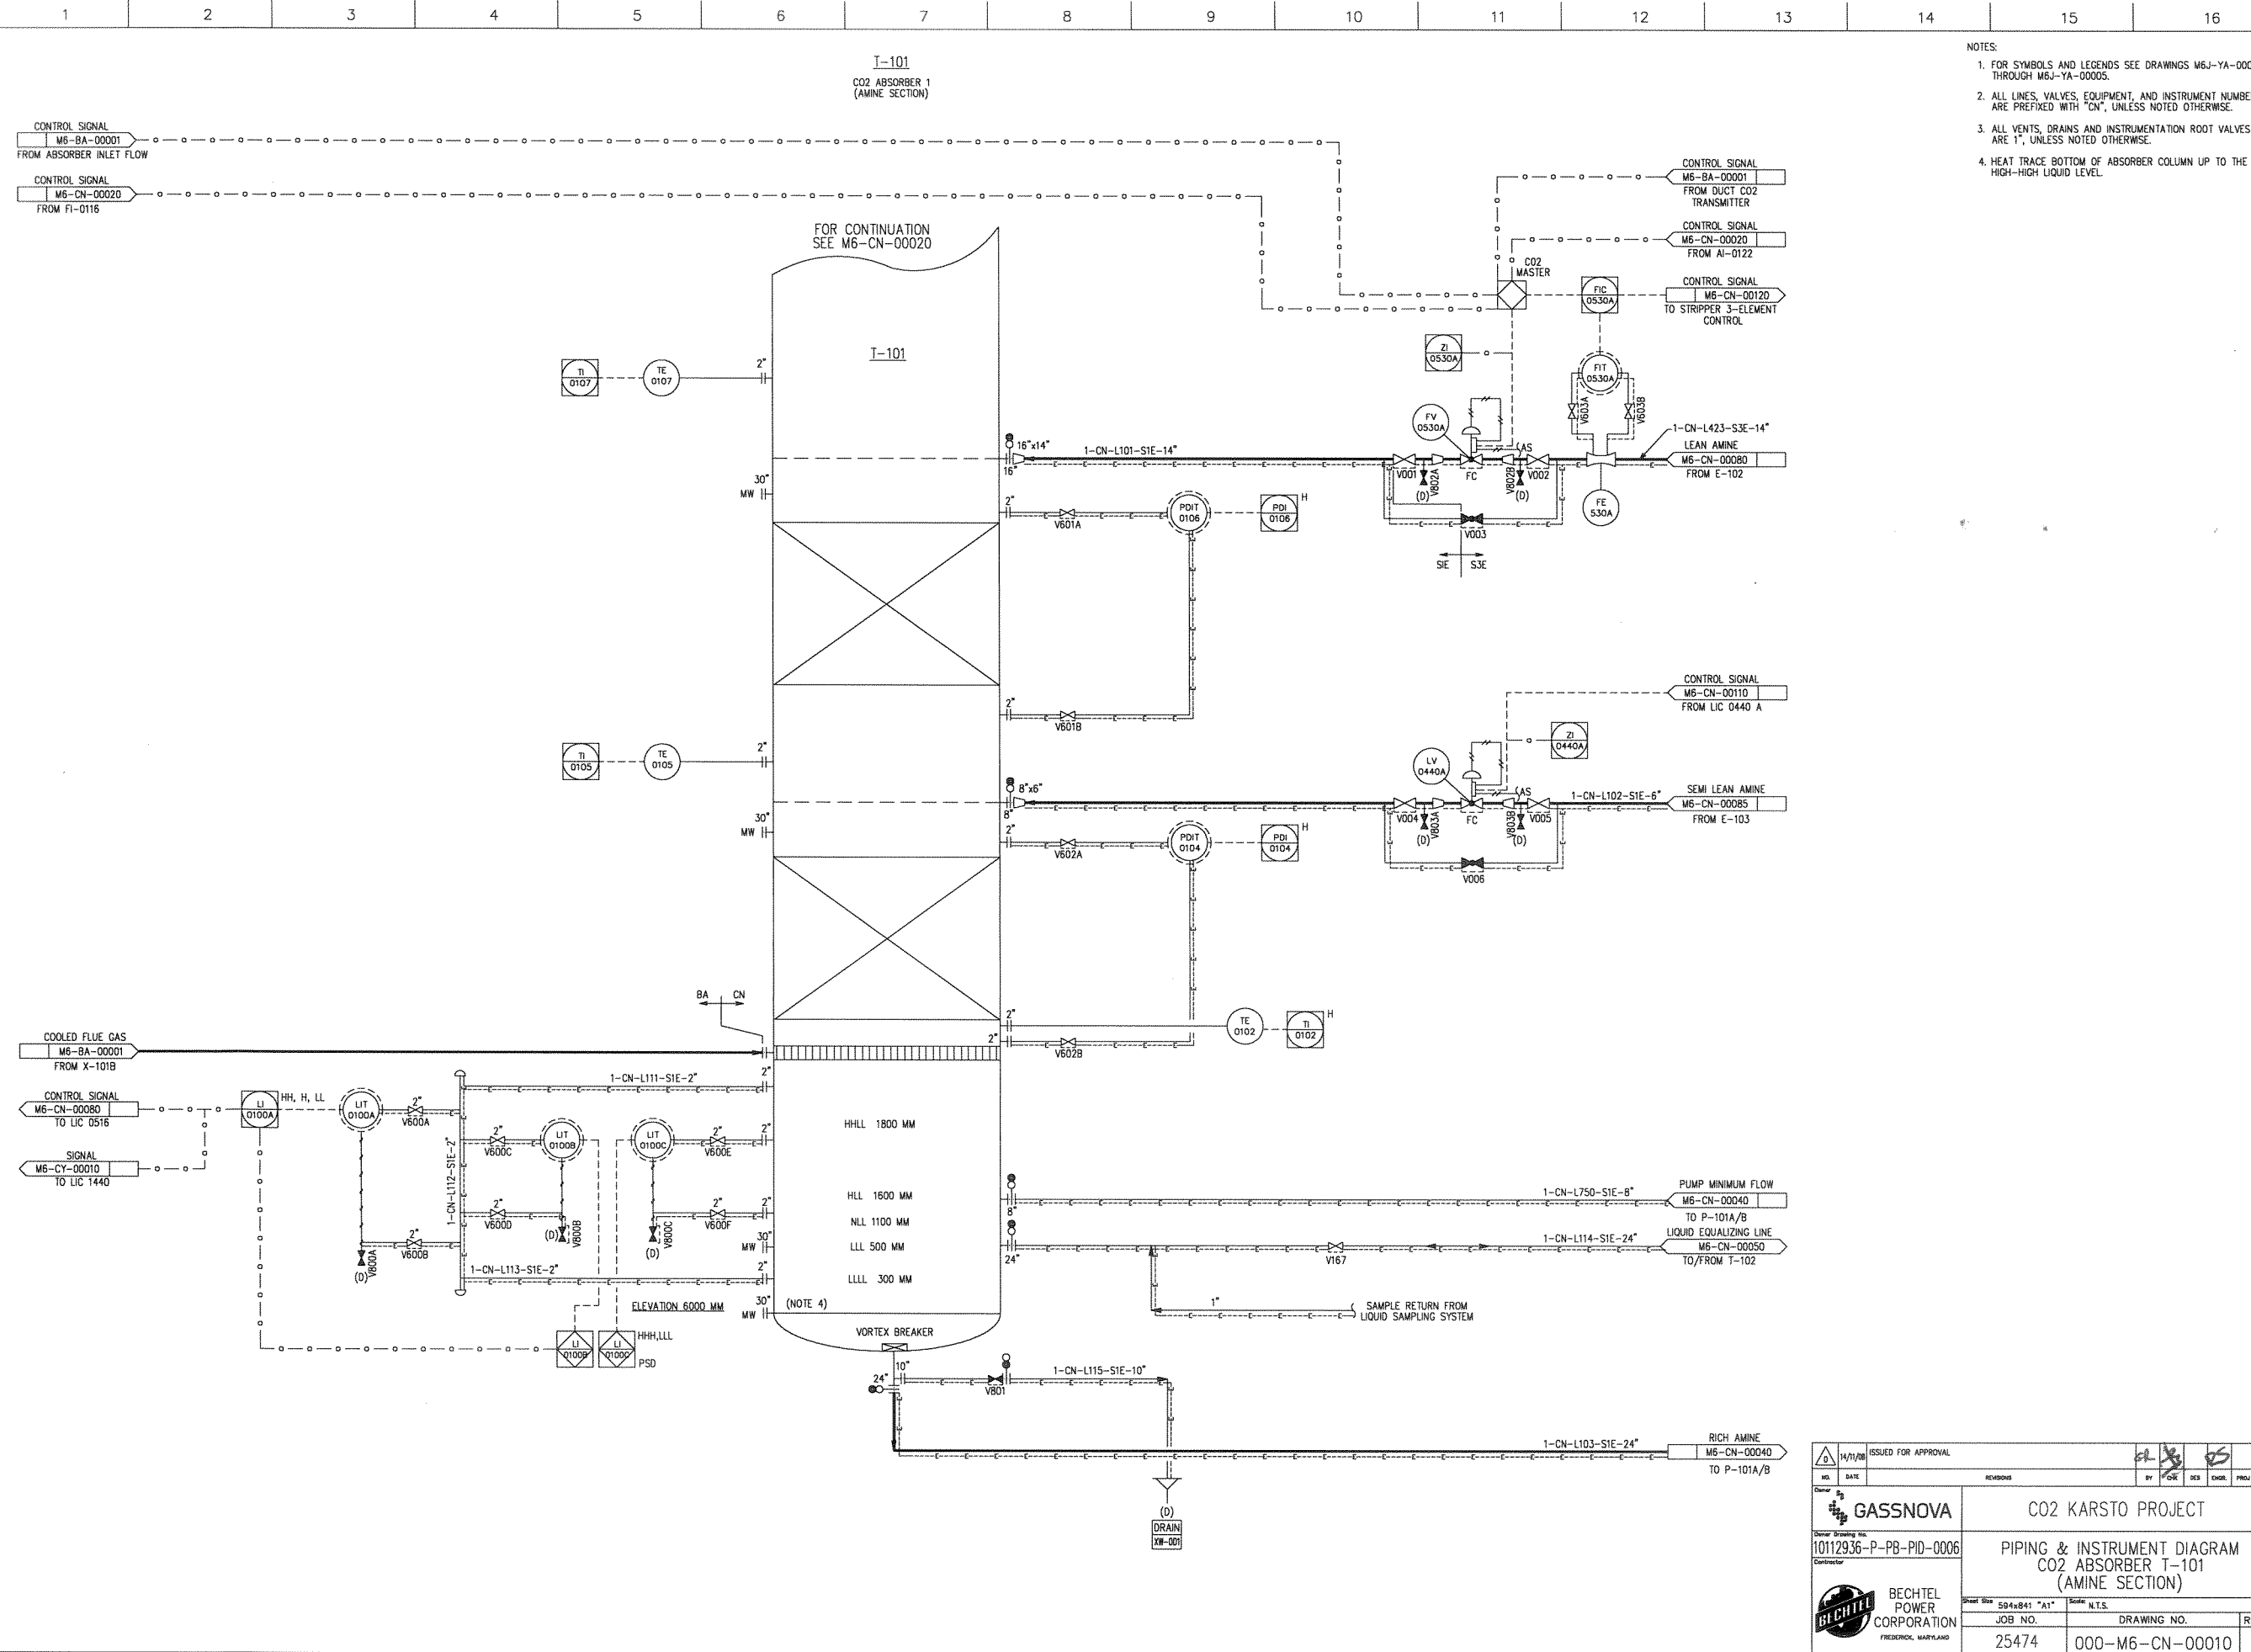 1 2 3 4 5 6 7 8 9 10 11 12 13 14 15 16
T-101
CO2 ABSORBER 1
(AMINE SECTION)
NOTES:
1. FOR SYMBOLS AND LEGENDS SEE DRAWINGS M6J-YA-000
THROUGH M6J-YA-00005.
2. ALL LINES, VALVES, EQUIPMENT, AND INSTRUMENT NUMBE
ARE PREFIXED WITH "CN", UNLESS NOTED OTHERWISE.
3. ALL VENTS, DRAINS AND INSTRUMENTATION ROOT VALVES
ARE 1", UNLESS NOTED OTHERWISE.
4. HEAT TRACE BOTTOM OF ABSORBER COLUMN UP TO THE
HIGH-HIGH LIQUID LEVEL.
CONTROL SIGNAL
M6-BA-00001
FROM ABSORBER INLET FLOW
CONTROL SIGNAL
M6-CN-00020
FROM FI-0116
CONTROL SIGNAL
M6-BA-00001
FROM DUCT CO2
TRANSMITTER
CONTROL SIGNAL
M6-CN-00020
FROM AI-0122
CO2
MASTER
FIC
0530A
CONTROL SIGNAL
M6-CN-00120
TO STRIPPER 3-ELEMENT
CONTROL
FOR CONTINUATION
SEE M6-CN-00020
T-101
TI
0107
TE
0107
2"
ZI
0530A
FIT
0530A
V603A
V603B
FV
0530A
16"x14"
16"
1-CN-L101-S1E-14"
AS
V001
V802A
(D)
FC
V802B
(D)
V002
V003
S1E
S3E
FE
530A
1-CN-L423-S3E-14"
LEAN AMINE
M6-CN-00080
FROM E-102
30"
MW
2"
V601A
PDIT
0106
PDI
0106
H
2"
V601B
CONTROL SIGNAL
M6-CN-00110
FROM LIC 0440 A
ZI
0440A
TI
0105
TE
0105
2"
LV
0440A
8"x6"
8"
AS
V004
V803A
(D)
FC
V803B
(D)
V005
V006
1-CN-L102-S1E-6"
SEMI LEAN AMINE
M6-CN-00085
FROM E-103
30"
MW
2"
V602A
PDIT
0104
PDI
0104
H
BA
CN
2"
TE
0102
TI
0102
H
2"
V602B
COOLED FLUE GAS
M6-BA-00001
FROM X-101B
1-CN-L111-S1E-2"
2"
CONTROL SIGNAL
M6-CN-00080
TO LIC 0516
LI
0100A
HH, H, LL
LIT
0100A
2"
V600A
HHLL 1800 MM
2"
V600C
LIT
0100B
LIT
0100C
2"
V600E
2"
SIGNAL
M6-CY-00010
TO LIC 1440
1-CN-L112-S1E-2"
HLL 1600 MM
8"
1-CN-L750-S1E-8"
PUMP MINIMUM FLOW
M6-CN-00040
TO P-101A/B
2"
V600D
(D)
V800B
(D)
V800C
2"
V600F
2"
NLL 1100 MM
2"
V600B
(D)
V800A
30"
MW
LLL 500 MM
24"
V167
1-CN-L114-S1E-24"
LIQUID EQUALIZING LINE
M6-CN-00050
TO/FROM T-102
1-CN-L113-S1E-2"
2"
LLLL 300 MM
ELEVATION 6000 MM
30"
MW
(NOTE 4)
1"
SAMPLE RETURN FROM
LIQUID SAMPLING SYSTEM
VORTEX BREAKER
LI
0100B
LI
0100C
HHH,LLL
PSD
10"
24"
V801
1-CN-L115-S1E-10"
1-CN-L103-S1E-24"
RICH AMINE
M6-CN-00040
TO P-101A/B
(D)
DRAIN
XW-001
0 14/11/08 ISSUED FOR APPROVAL
NO. DATE REVISIONS BY CHK DES ENGR. PROJ
Owner
GASSNOVA
CO2 KARSTO PROJECT
Owner Drawing No.
10112936-P-PB-PID-0006
PIPING & INSTRUMENT DIAGRAM
CO2 ABSORBER T-101
(AMINE SECTION)
Contractor
BECHTEL
BECHTEL
POWER
CORPORATION
FREDERICK, MARYLAND
Sheet Size 594x841 "A1" Scale: N.T.S.
JOB NO. DRAWING NO. R
25474 000-M6-CN-00010